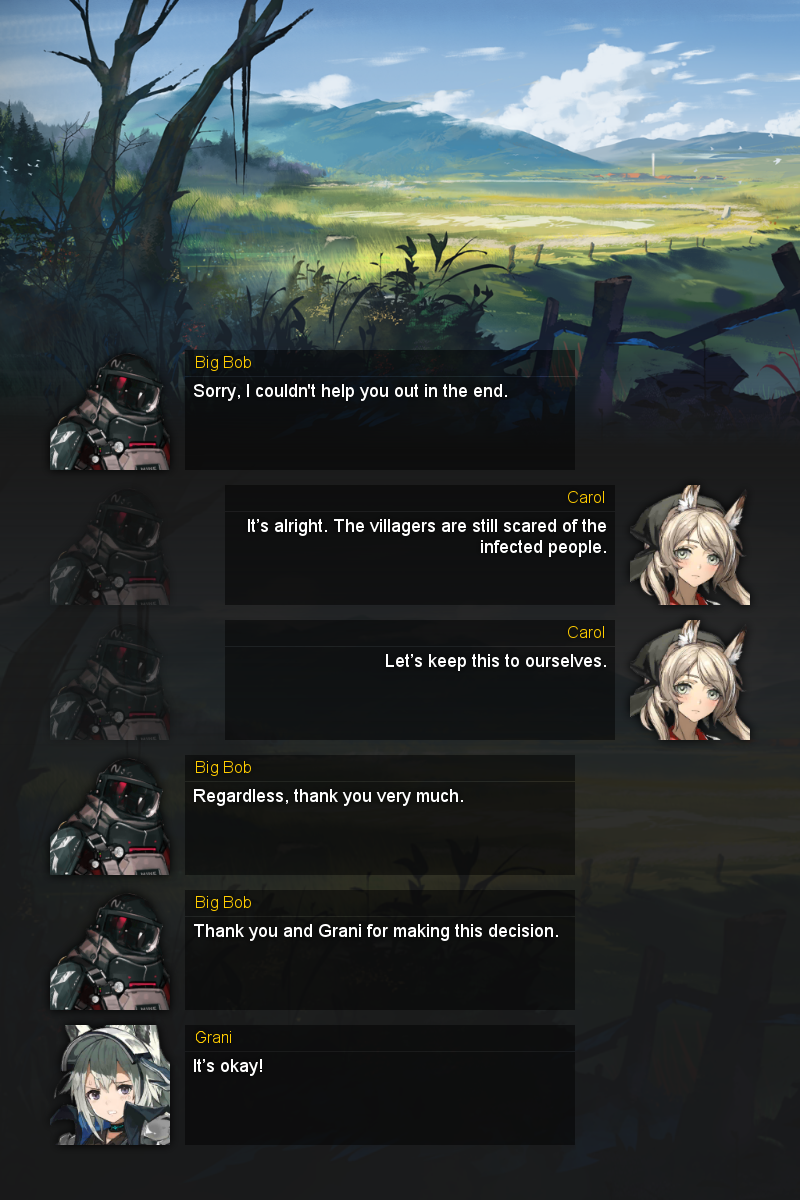 Big Bob
Sorry, I couldn't help you out in the end.
Carol
It's alright. The villagers are still scared of the
infected people.
Carol
Let's keep this to ourselves.
Big Bob
Regardless, thank you very much.
Big Bob
Thank you and Grani for making this decision.
Grani
It's okay!